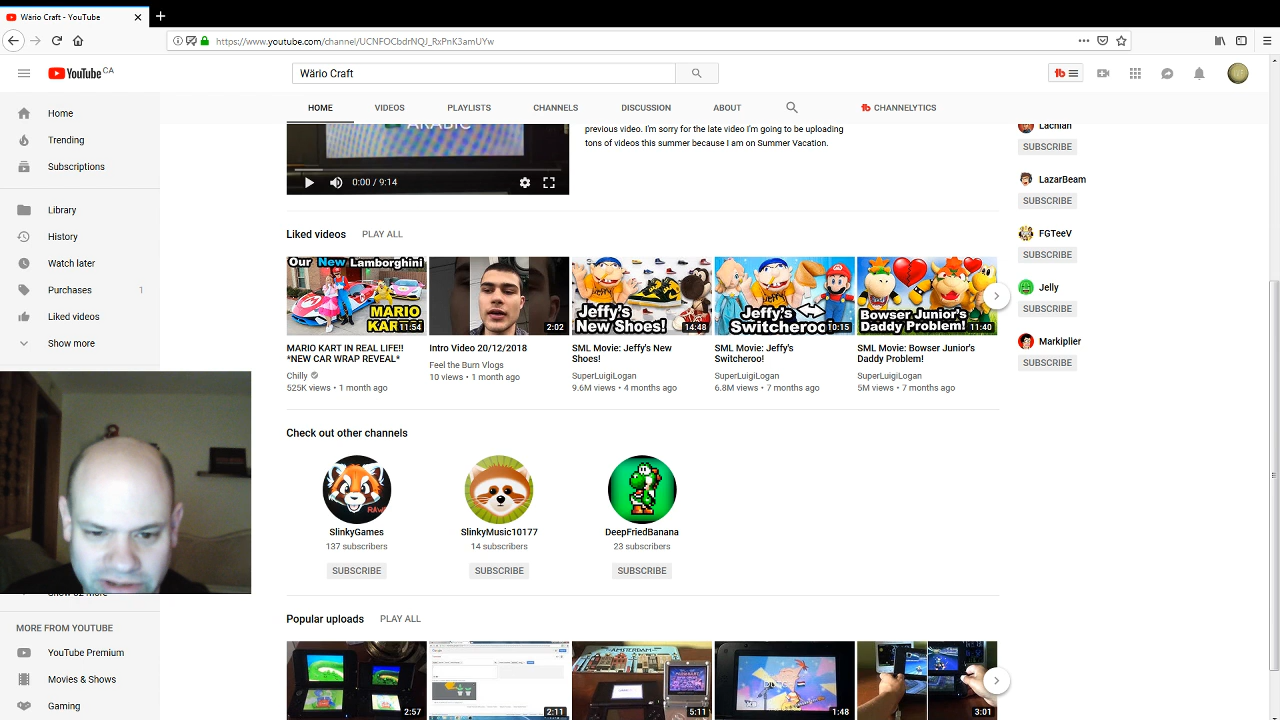 Wärio Craft - YouTube
https://www.youtube.com/channel/UCNFOCbdrNQJ_RxPnK3amUYw
YouTube CA
Wärio Craft
HOME VIDEOS PLAYLISTS CHANNELS DISCUSSION ABOUT CHANNELYTICS
Home
Trending
Subscriptions
Library
History
Watch later
Purchases 1
Liked videos
Show more
ARABIC
0:00 / 9:14
previous video. I'm sorry for the late video I'm going to be uploading
tons of videos this summer because I am on Summer Vacation.
Lachlan
SUBSCRIBE
LazarBeam
SUBSCRIBE
FGTeeV
SUBSCRIBE
Jelly
SUBSCRIBE
Markiplier
SUBSCRIBE
Liked videos PLAY ALL
Our New Lamborghini
MARIO
KAR
11:54
MARIO KART IN REAL LIFE!!
*NEW CAR WRAP REVEAL*
Chilly
525K views • 1 month ago
2:02
Intro Video 20/12/2018
Feel the Burn Vlogs
10 views • 1 month ago
Jeffy's
New Shoes!
14:48
SML Movie: Jeffy's New
Shoes!
SuperLuigiLogan
9.6M views • 4 months ago
Jeffy's
Switcheroo
10:15
SML Movie: Jeffy's
Switcheroo!
SuperLuigiLogan
6.8M views • 7 months ago
Bowser Junior's
Daddy Problem!
11:40
SML Movie: Bowser Junior's
Daddy Problem!
SuperLuigiLogan
5M views • 7 months ago
Check out other channels
RAWR
SlinkyGames
137 subscribers
SUBSCRIBE
SlinkyMusic10177
14 subscribers
SUBSCRIBE
DeepFriedBanana
23 subscribers
SUBSCRIBE
MORE FROM YOUTUBE
YouTube Premium
Movies & Shows
Gaming
Popular uploads PLAY ALL
2:57
2:11
AMSTERDAM
5:11
1:48
3:01